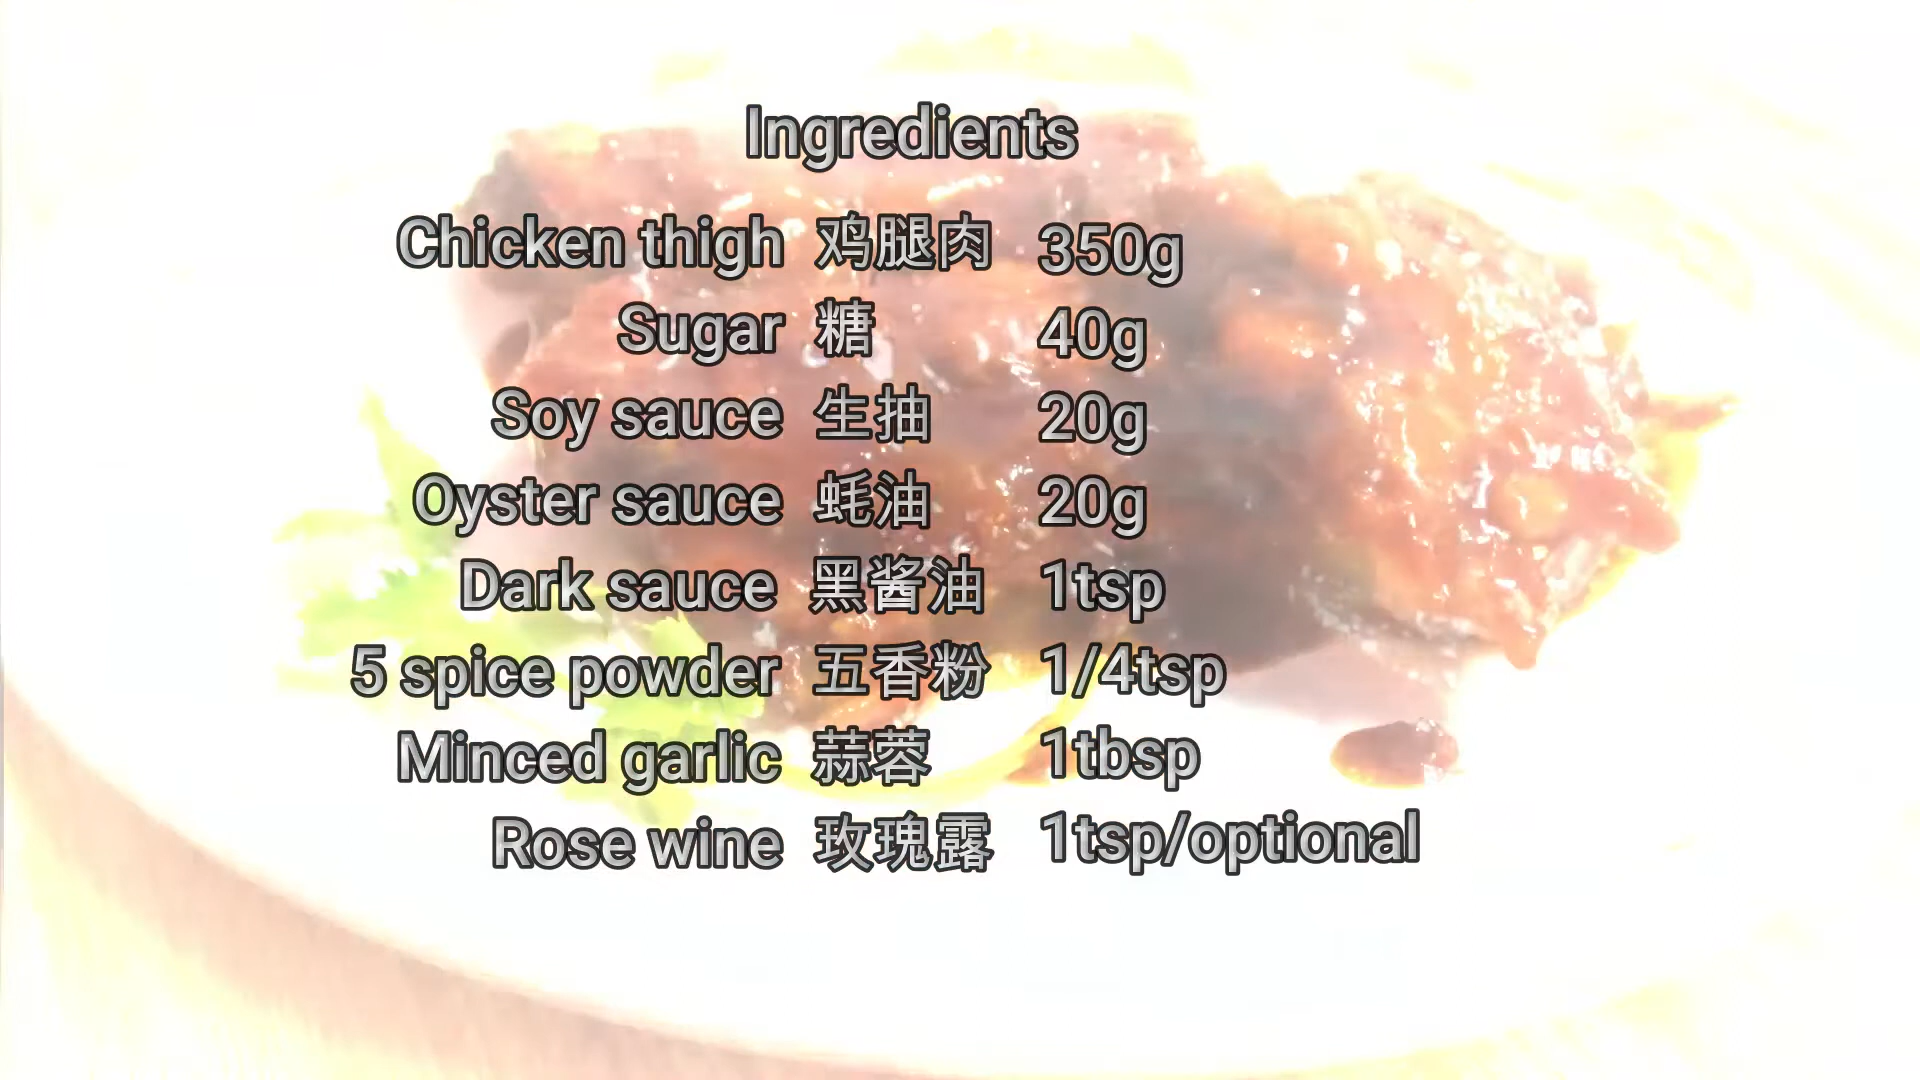 Ingredients
Chicken thigh 鸡腿肉 350g
Sugar 糖 40g
Soy sauce 生抽 20g
Oyster sauce 蚝油 20g
Dark sauce 黑酱油 1tsp
5 spice powder 五香粉 1/4tsp
Minced garlic 蒜蓉 1tbsp
Rose wine 玫瑰露 1tsp/optional